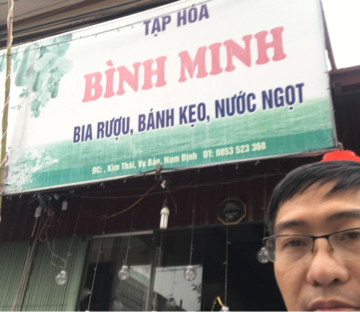 TẠP HÓA
BÌNH MINH
BIA RƯỢU, BÁNH KẸO, NƯỚC NGỌT
ĐC: , Kim Thái, Vụ Bản, Nam Định ĐT: 0853 523 368